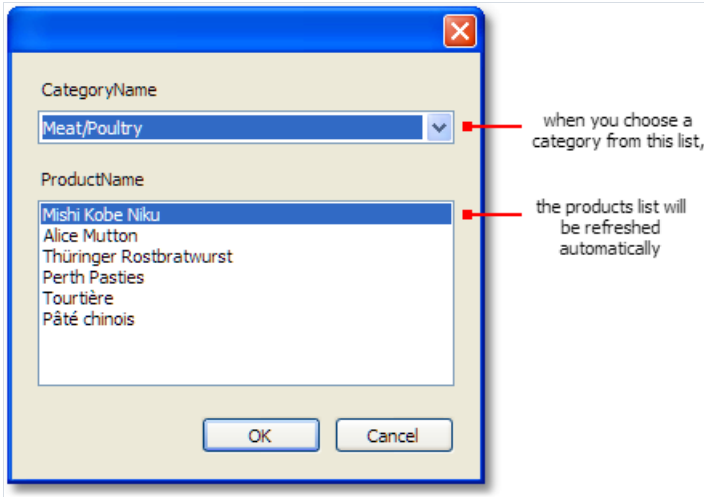 CategoryName
Meat/Poultry
when you choose a
category from this list,
ProductName
Mishi Kobe Niku
Alice Mutton
Thüringer Rostbratwurst
Perth Pasties
Tourtière
Pâté chinois
the products list will
be refreshed
automatically
OK
Cancel